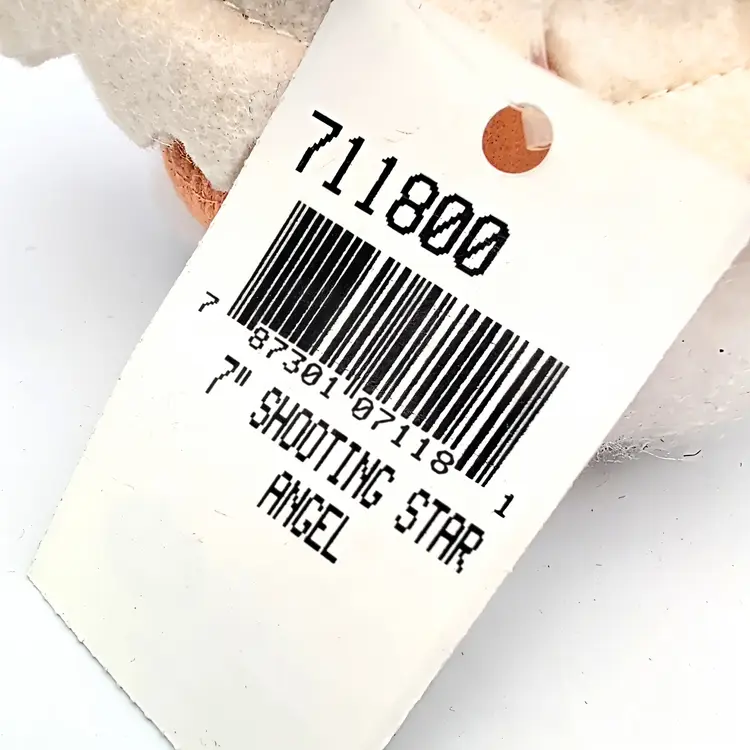 711800
7 87301 07118 1
7" SHOOTING STAR
ANGEL